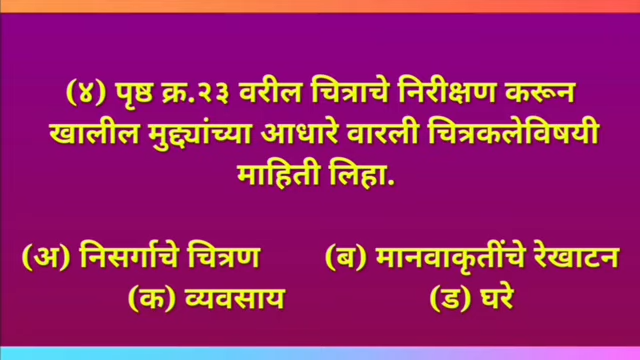 (४) पृष्ठ क्र.२३ वरील चित्राचे निरीक्षण करून
खालील मुद्द्यांच्या आधारे वारली चित्रकलेविषयी
माहिती लिहा.
(अ) निसर्गाचे चित्रण (ब) मानवाकृतींचे रेखाटन
(क) व्यवसाय (ड) घरे